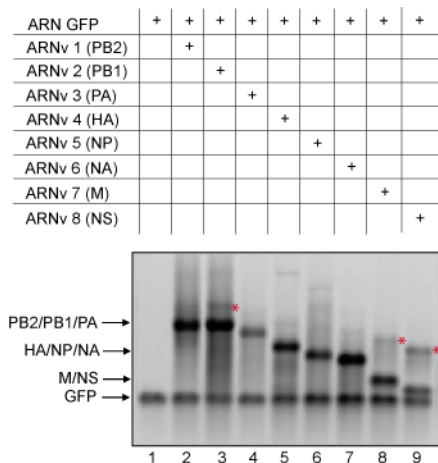 ARN GFP + + + + + + + + +
ARNv 1 (PB2) +
ARNv 2 (PB1) +
ARNv 3 (PA) +
ARNv 4 (HA) +
ARNv 5 (NP) +
ARNv 6 (NA) +
ARNv 7 (M) +
ARNv 8 (NS) +
*
PB2/PB1/PA
* *
HA/NP/NA
M/NS
GFP
1 2 3 4 5 6 7 8 9